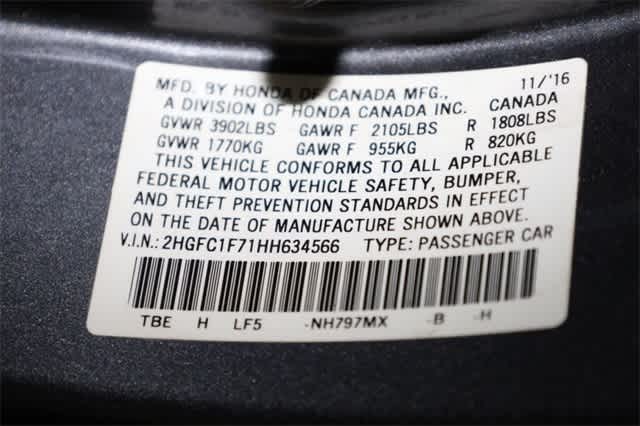 MFD. BY HONDA OF CANADA MFG., 11/'16
A DIVISION OF HONDA CANADA INC. CANADA
GVWR 3902LBS GAWR F 2105LBS R 1808LBS
GVWR 1770KG GAWR F 955KG R 820KG
THIS VEHICLE CONFORMS TO ALL APPLICABLE
FEDERAL MOTOR VEHICLE SAFETY, BUMPER,
AND THEFT PREVENTION STANDARDS IN EFFECT
ON THE DATE OF MANUFACTURE SHOWN ABOVE.
V.I.N.: 2HGFC1F71HH634566 TYPE: PASSENGER CAR
TBE H LF5 -NH797MX -B -H